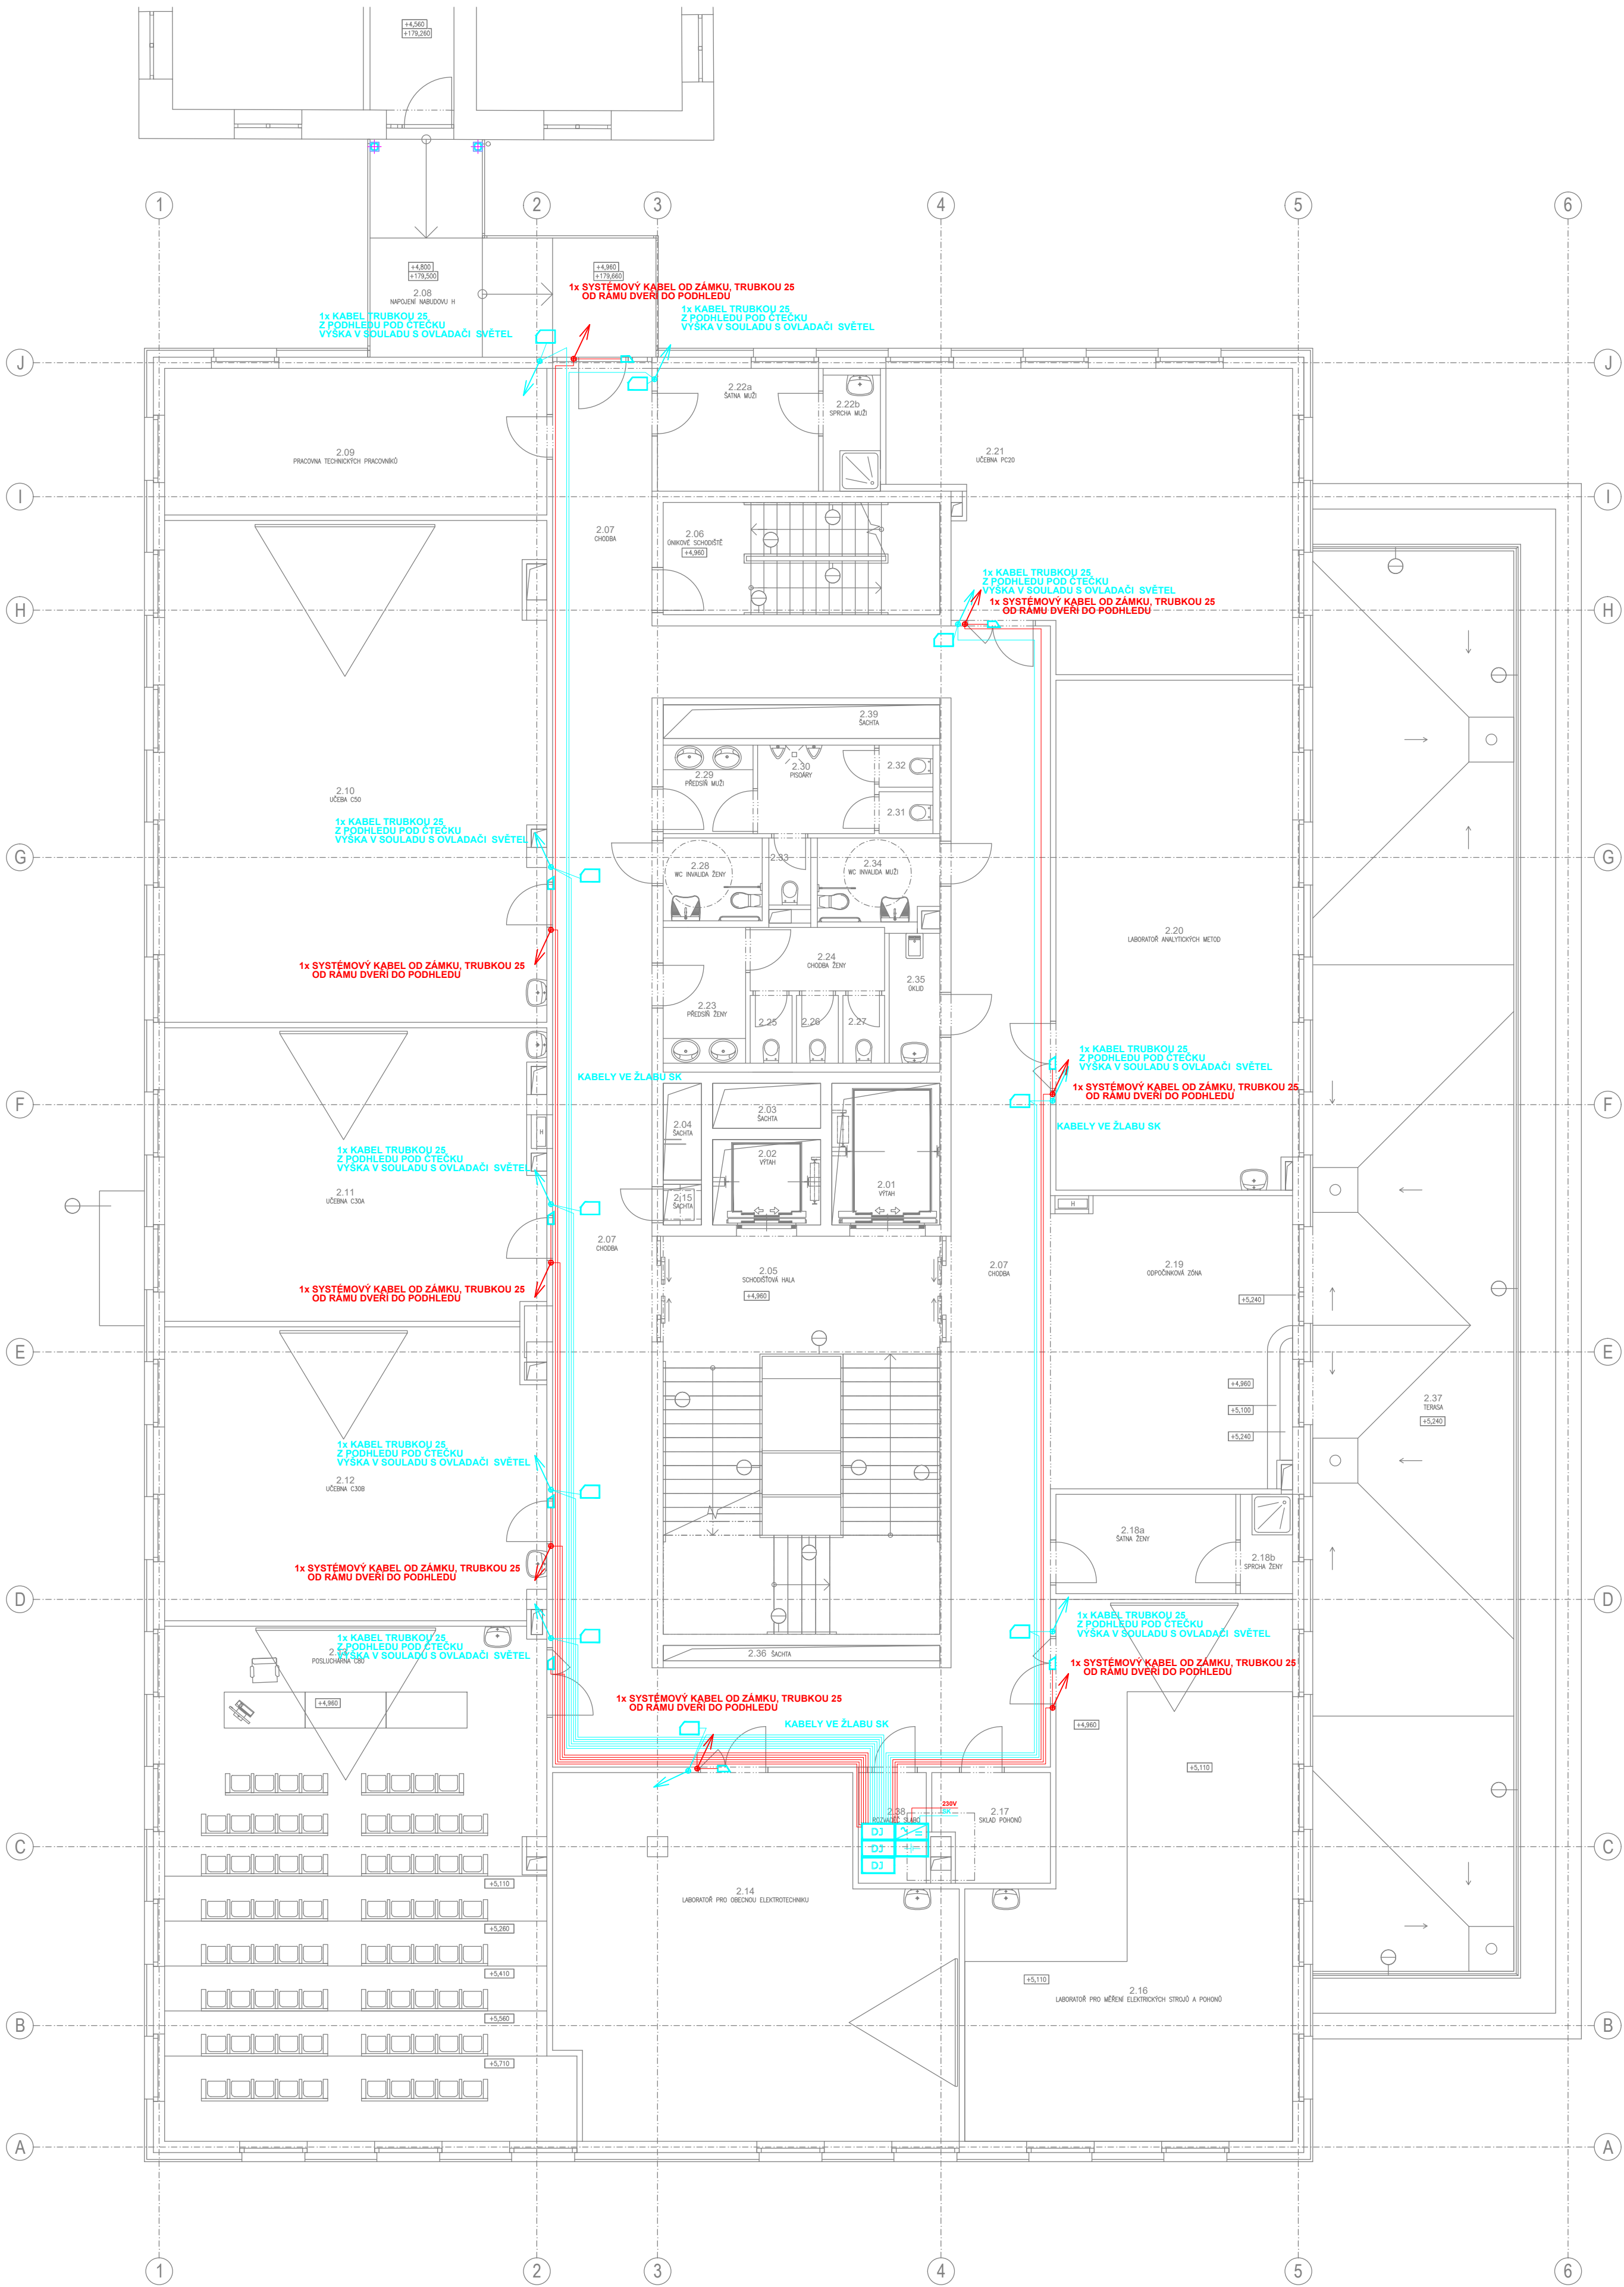 +4,560
+179,260
1
2
3
4
5
6
+4,800
+179,500
2.08
NAPOJENÍ NABUDOVU H
+4,960
+179,660
1x SYSTÉMOVÝ KABEL OD ZÁMKU, TRUBKOU 25
OD RÁMU DVEŘÍ DO PODHLEDU
1x KABEL TRUBKOU 25
Z PODHLEDU POD ČTEČKU
VÝŠKA V SOULADU S OVLADAČI SVĚTEL
1x KABEL TRUBKOU 25
Z PODHLEDU POD ČTEČKU
VÝŠKA V SOULADU S OVLADAČI SVĚTEL
J
J
2.22a
ŠATNA MUŽI
2.22b
SPRCHA MUŽI
2.09
PRACOVNA TECHNICKÝCH PRACOVNÍKŮ
2.21
UČEBNA PC20
I
I
2.07
CHODBA
2.06
ÚNIKOVÉ SCHODIŠTĚ
+4,960
1x KABEL TRUBKOU 25
Z PODHLEDU POD ČTEČKU
VÝŠKA V SOULADU S OVLADAČI SVĚTEL
1x SYSTÉMOVÝ KABEL OD ZÁMKU, TRUBKOU 25
OD RÁMU DVEŘÍ DO PODHLEDU
H
H
2.39
ŠACHTA
2.29
PŘEDSÍŇ MUŽI
2.30
PISOÁRY
2.32
2.31
2.10
UČEBA C50
1x KABEL TRUBKOU 25
Z PODHLEDU POD ČTEČKU
VÝŠKA V SOULADU S OVLADAČI SVĚTEL
G
G
2.28
WC INVALIDA ŽENY
2.33
2.34
WC INVALIDA MUŽI
2.20
LABORATOŘ ANALYTICKÝCH METOD
1x SYSTÉMOVÝ KABEL OD ZÁMKU, TRUBKOU 25
OD RÁMU DVEŘÍ DO PODHLEDU
2.24
CHODBA ŽENY
2.35
ÚKLID
2.23
PŘEDSÍŇ ŽENY
2.25
2.26
2.27
KABELY VE ŽLABU SK
1x KABEL TRUBKOU 25
Z PODHLEDU POD ČTEČKU
VÝŠKA V SOULADU S OVLADAČI SVĚTEL
1x SYSTÉMOVÝ KABEL OD ZÁMKU, TRUBKOU 25
OD RÁMU DVEŘÍ DO PODHLEDU
F
F
KABELY VE ŽLABU SK
2.04
ŠACHTA
2.03
ŠACHTA
2.02
VÝTAH
2.01
VÝTAH
2.15
ŠACHTA
H
H
1x KABEL TRUBKOU 25
Z PODHLEDU POD ČTEČKU
VÝŠKA V SOULADU S OVLADAČI SVĚTEL
2.11
UČEBNA C30A
2.07
CHODBA
2.05
SCHODIŠŤOVÁ HALA
+4,960
2.07
CHODBA
2.19
ODPOČINKOVÁ ZÓNA
+5,240
1x SYSTÉMOVÝ KABEL OD ZÁMKU, TRUBKOU 25
OD RÁMU DVEŘÍ DO PODHLEDU
E
E
+4,960
+5,100
+5,240
2.37
TERASA
+5,240
1x KABEL TRUBKOU 25
Z PODHLEDU POD ČTEČKU
VÝŠKA V SOULADU S OVLADAČI SVĚTEL
2.12
UČEBNA C30B
2.18a
ŠATNA ŽENY
2.18b
SPRCHA ŽENY
1x SYSTÉMOVÝ KABEL OD ZÁMKU, TRUBKOU 25
OD RÁMU DVEŘÍ DO PODHLEDU
D
D
1x KABEL TRUBKOU 25
Z PODHLEDU POD ČTEČKU
VÝŠKA V SOULADU S OVLADAČI SVĚTEL
POSLUCHÁRNA C80
+4,960
2.36 ŠACHTA
1x KABEL TRUBKOU 25
Z PODHLEDU POD ČTEČKU
VÝŠKA V SOULADU S OVLADAČI SVĚTEL
1x SYSTÉMOVÝ KABEL OD ZÁMKU, TRUBKOU 25
OD RÁMU DVEŘÍ DO PODHLEDU
1x SYSTÉMOVÝ KABEL OD ZÁMKU, TRUBKOU 25
OD RÁMU DVEŘÍ DO PODHLEDU
KABELY VE ŽLABU SK
+4,960
+5,110
230V
SK
2.38
2.17
SKLAD POHONŮ
DJ
DJ
DJ
C
C
2.14
LABORATOŘ PRO OBECNOU ELEKTROTECHNIKU
+5,110
+5,260
+5,410
+5,560
+5,710
+5,110
2.16
LABORATOŘ PRO MĚŘENÍ ELEKTRICKÝCH STROJŮ A POHONŮ
B
B
A
A
1
2
3
4
5
6